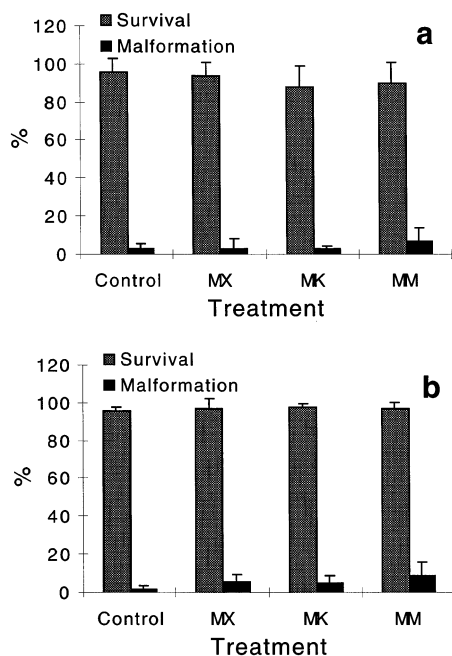 Survival
Malformation
a
120
100
80
60
40
20
0
%
Control MX MK MM
Treatment
Survival
Malformation
b
120
100
80
60
40
20
0
%
Control MX MK MM
Treatment